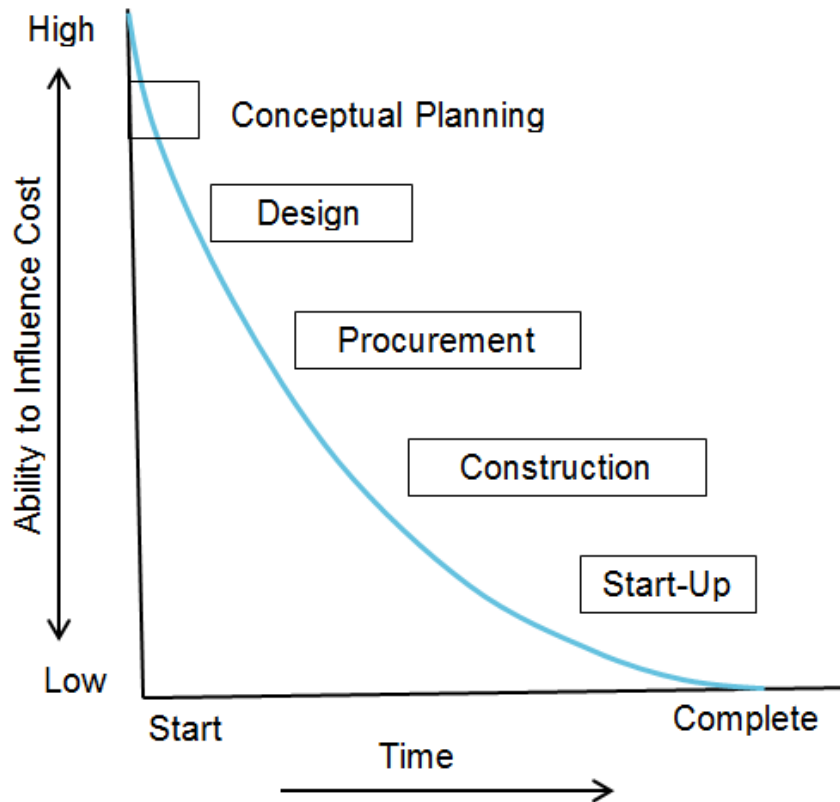 High
Conceptual Planning
Design
Ability to Influence Cost
Procurement
Construction
Start-Up
Low
Start
Complete
Time